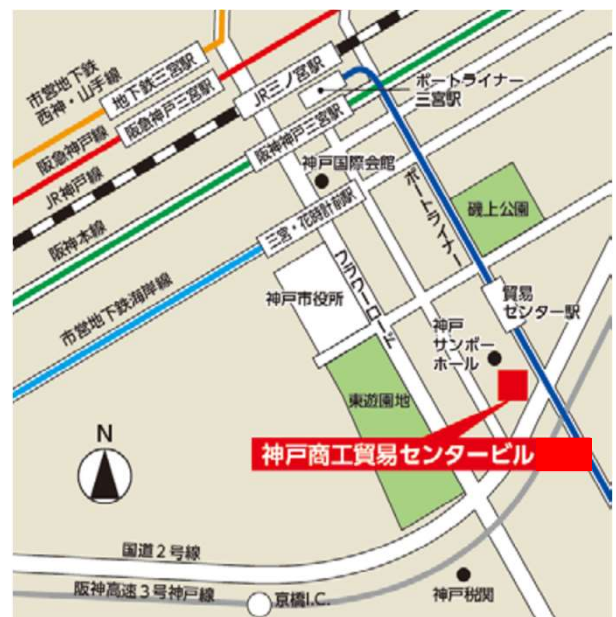 市営地下鉄
西神・山手線
地下鉄三宮駅
阪急神戸線
阪急神戸三宮駅
JR神戸線
JR三ノ宮駅
阪神本線
阪神神戸三宮駅
ポートライナー
三宮駅
神戸国際会館
ポートライナー
磯上公園
三宮・花時計前駅
市営地下鉄海岸線
神戸市役所
フラワーロード
貿易
センター駅
神戸
サンボー
ホール
東遊園地
神戸商工貿易センタービル
N
国道2号線
阪神高速3号神戸線
京橋I.C.
神戸税関